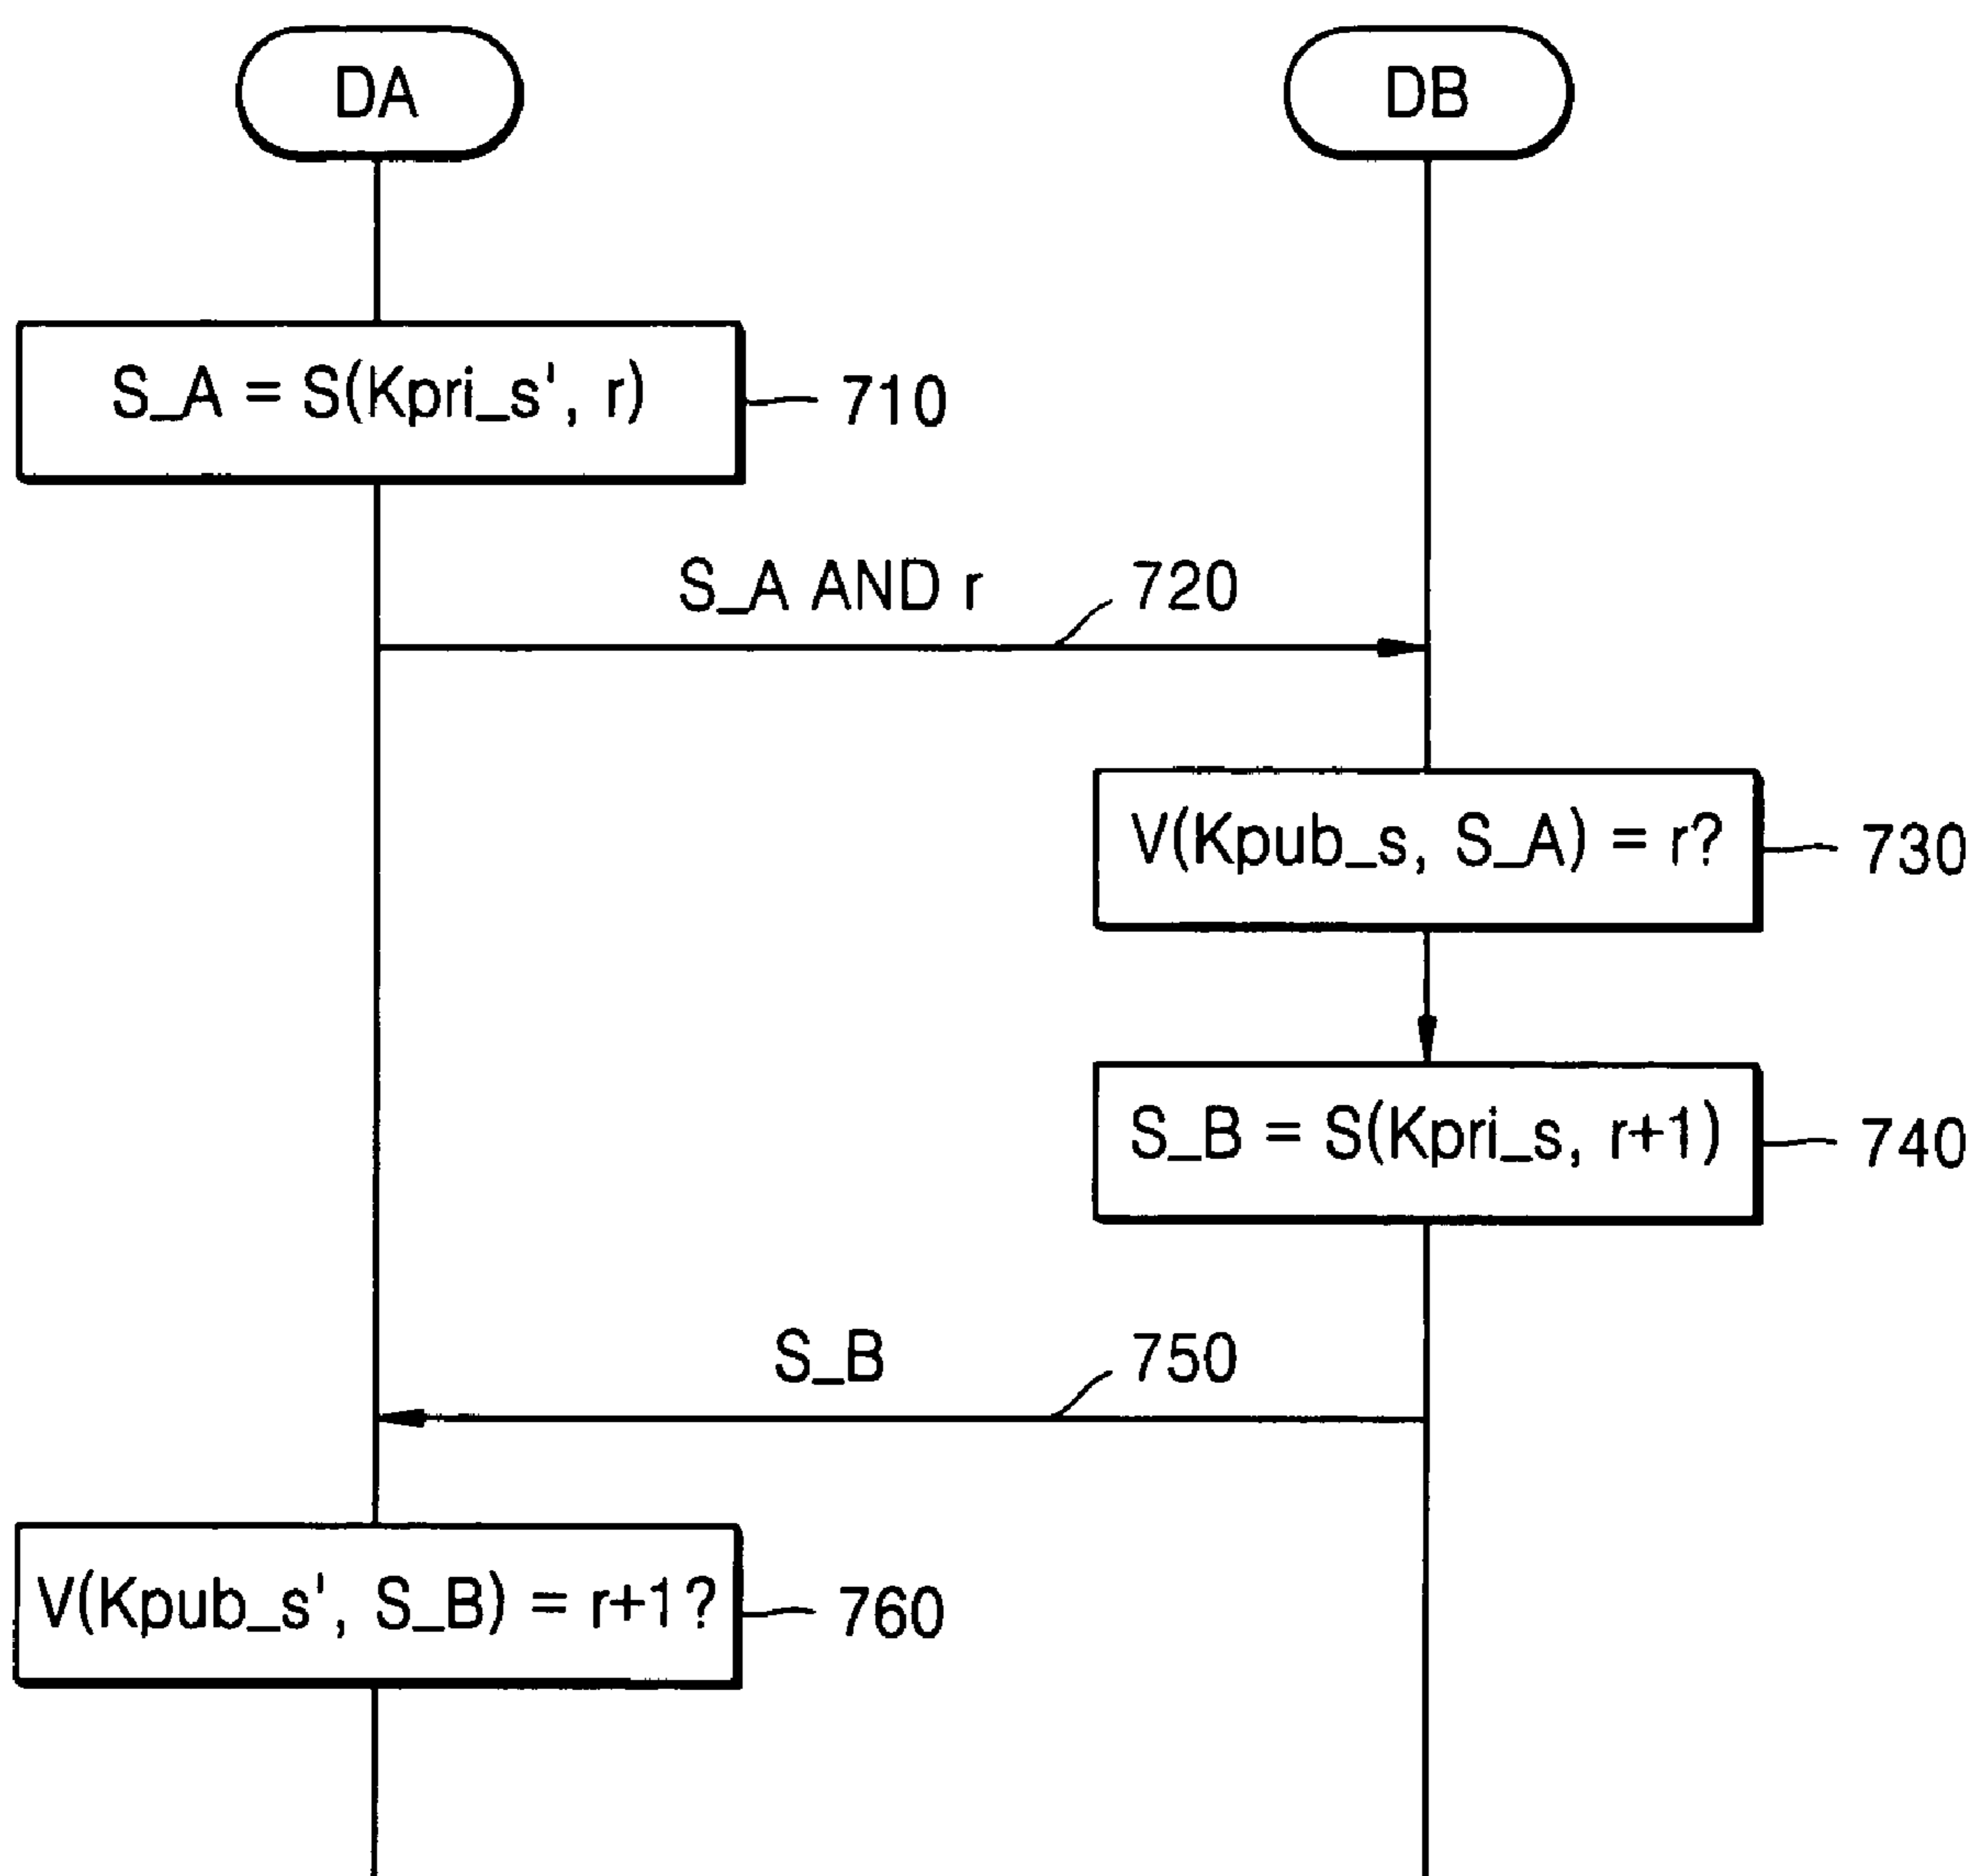 DA
DB
S_A = S(Kpri_s', r)
710
S_A AND r
720
V(Kpub_s, S_A) = r?
730
S_B = S(Kpri_s, r+1)
740
S_B
750
V(Kpub_s', S_B) = r+1?
760